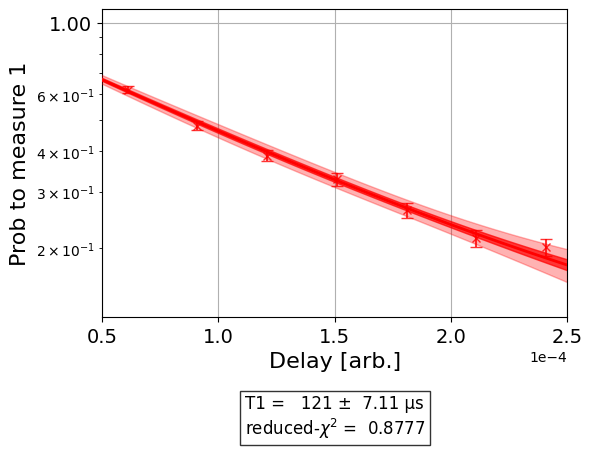 Prob to measure 1
1.00
6 × 10⁻¹
4 × 10⁻¹
3 × 10⁻¹
2 × 10⁻¹
0.5 1.0 1.5 2.0 2.5
Delay [arb.]
1e-4
T1 = 121 ± 7.11 µs
reduced-χ² = 0.8777